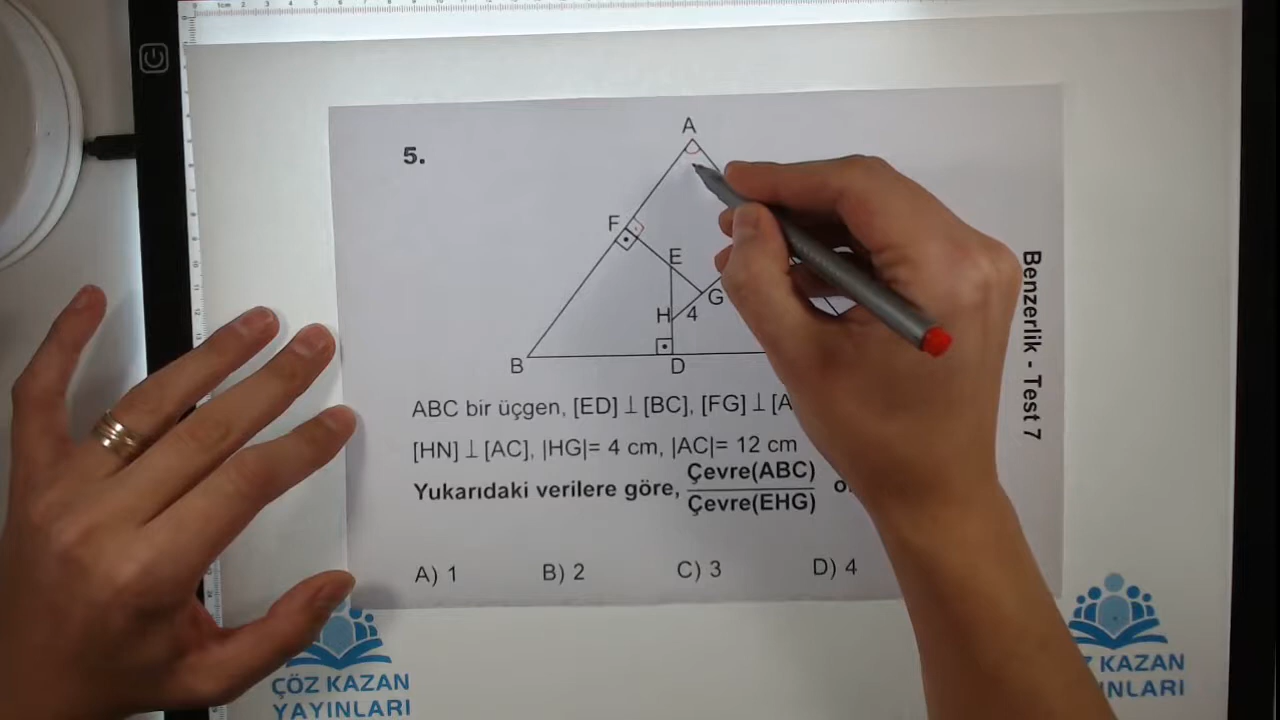 5.
A
F
E
G
H 4
B
D
ABC bir üçgen, [ED] ⊥ [BC], [FG] ⊥ [A
[HN] ⊥ [AC], |HG|= 4 cm, |AC|= 12 cm
Yukarıdaki verilere göre, Çevre(ABC)
Çevre(EHG)
A) 1 B) 2 C) 3 D) 4
Benzerlik - Test 7
ÇÖZ KAZAN
YAYINLARI
Z KAZAN
INLARI